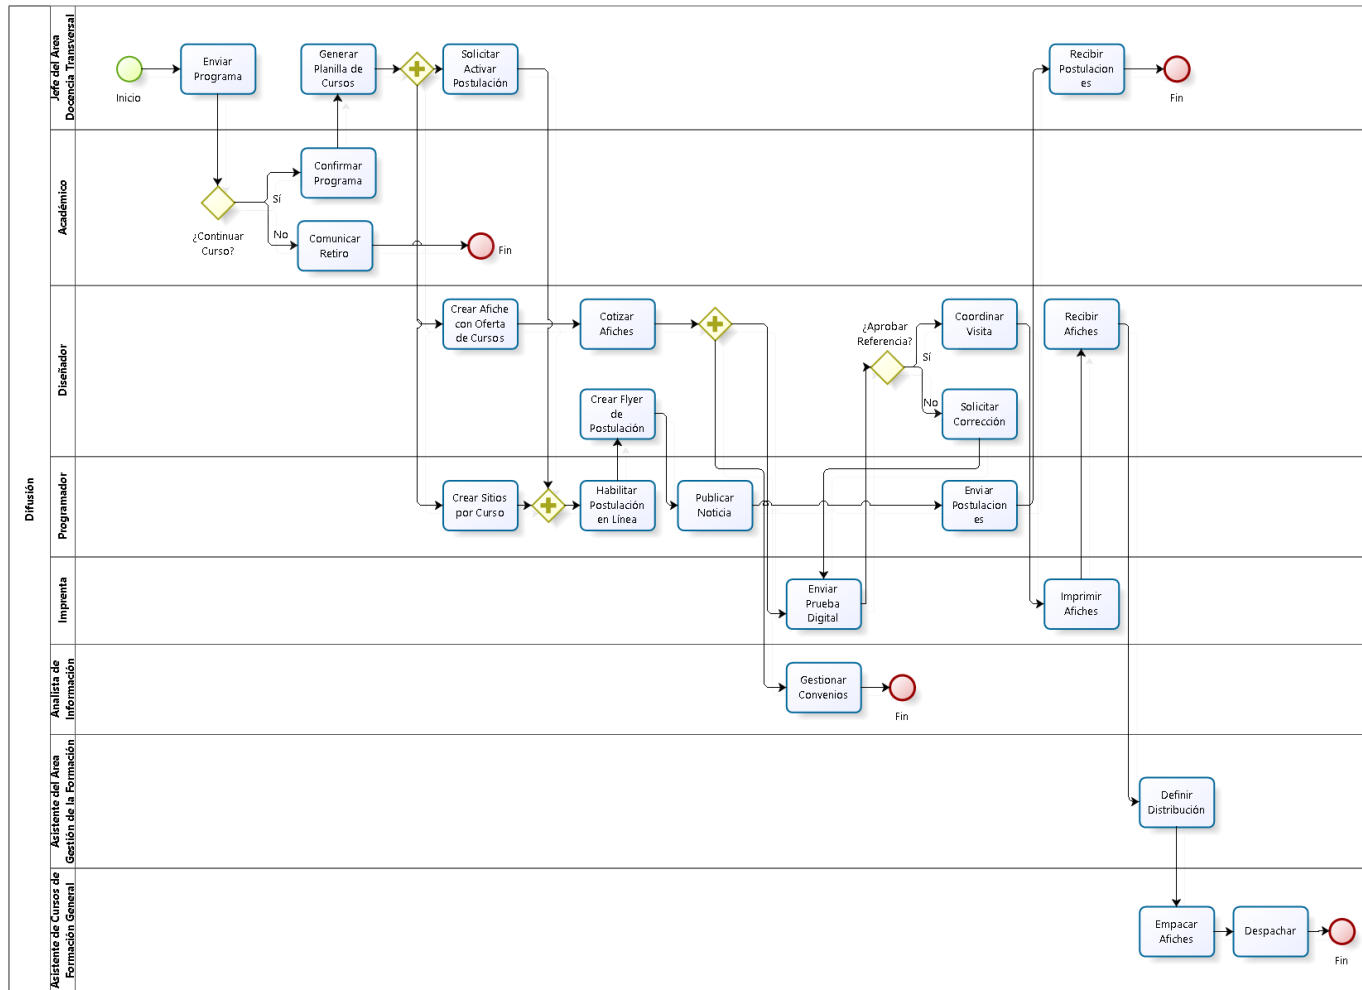 Difusión
Jefe del Area
Docencia Transversal
Inicio
Enviar
Programa
Generar
Planilla de
Cursos
Solicitar
Activar
Postulación
Recibir
Postulacion
es
Fin
Académico
¿Continuar
Curso?
Sí
No
Confirmar
Programa
Comunicar
Retiro
Fin
Diseñador
Crear Afiche
con Oferta
de Cursos
Cotizar
Afiches
Crear Flyer
de
Postulación
¿Aprobar
Referencia?
Sí
No
Coordinar
Visita
Solicitar
Corrección
Recibir
Afiches
Programador
Crear Sitios
por Curso
Habilitar
Postulación
en Línea
Publicar
Noticia
Enviar
Postulacion
es
Imprenta
Enviar
Prueba
Digital
Imprimir
Afiches
Analista de
Información
Gestionar
Convenios
Fin
Asistente del Area
Gestión de la Formación
Definir
Distribución
Asistente de Cursos de
Formación General
Empacar
Afiches
Despachar
Fin